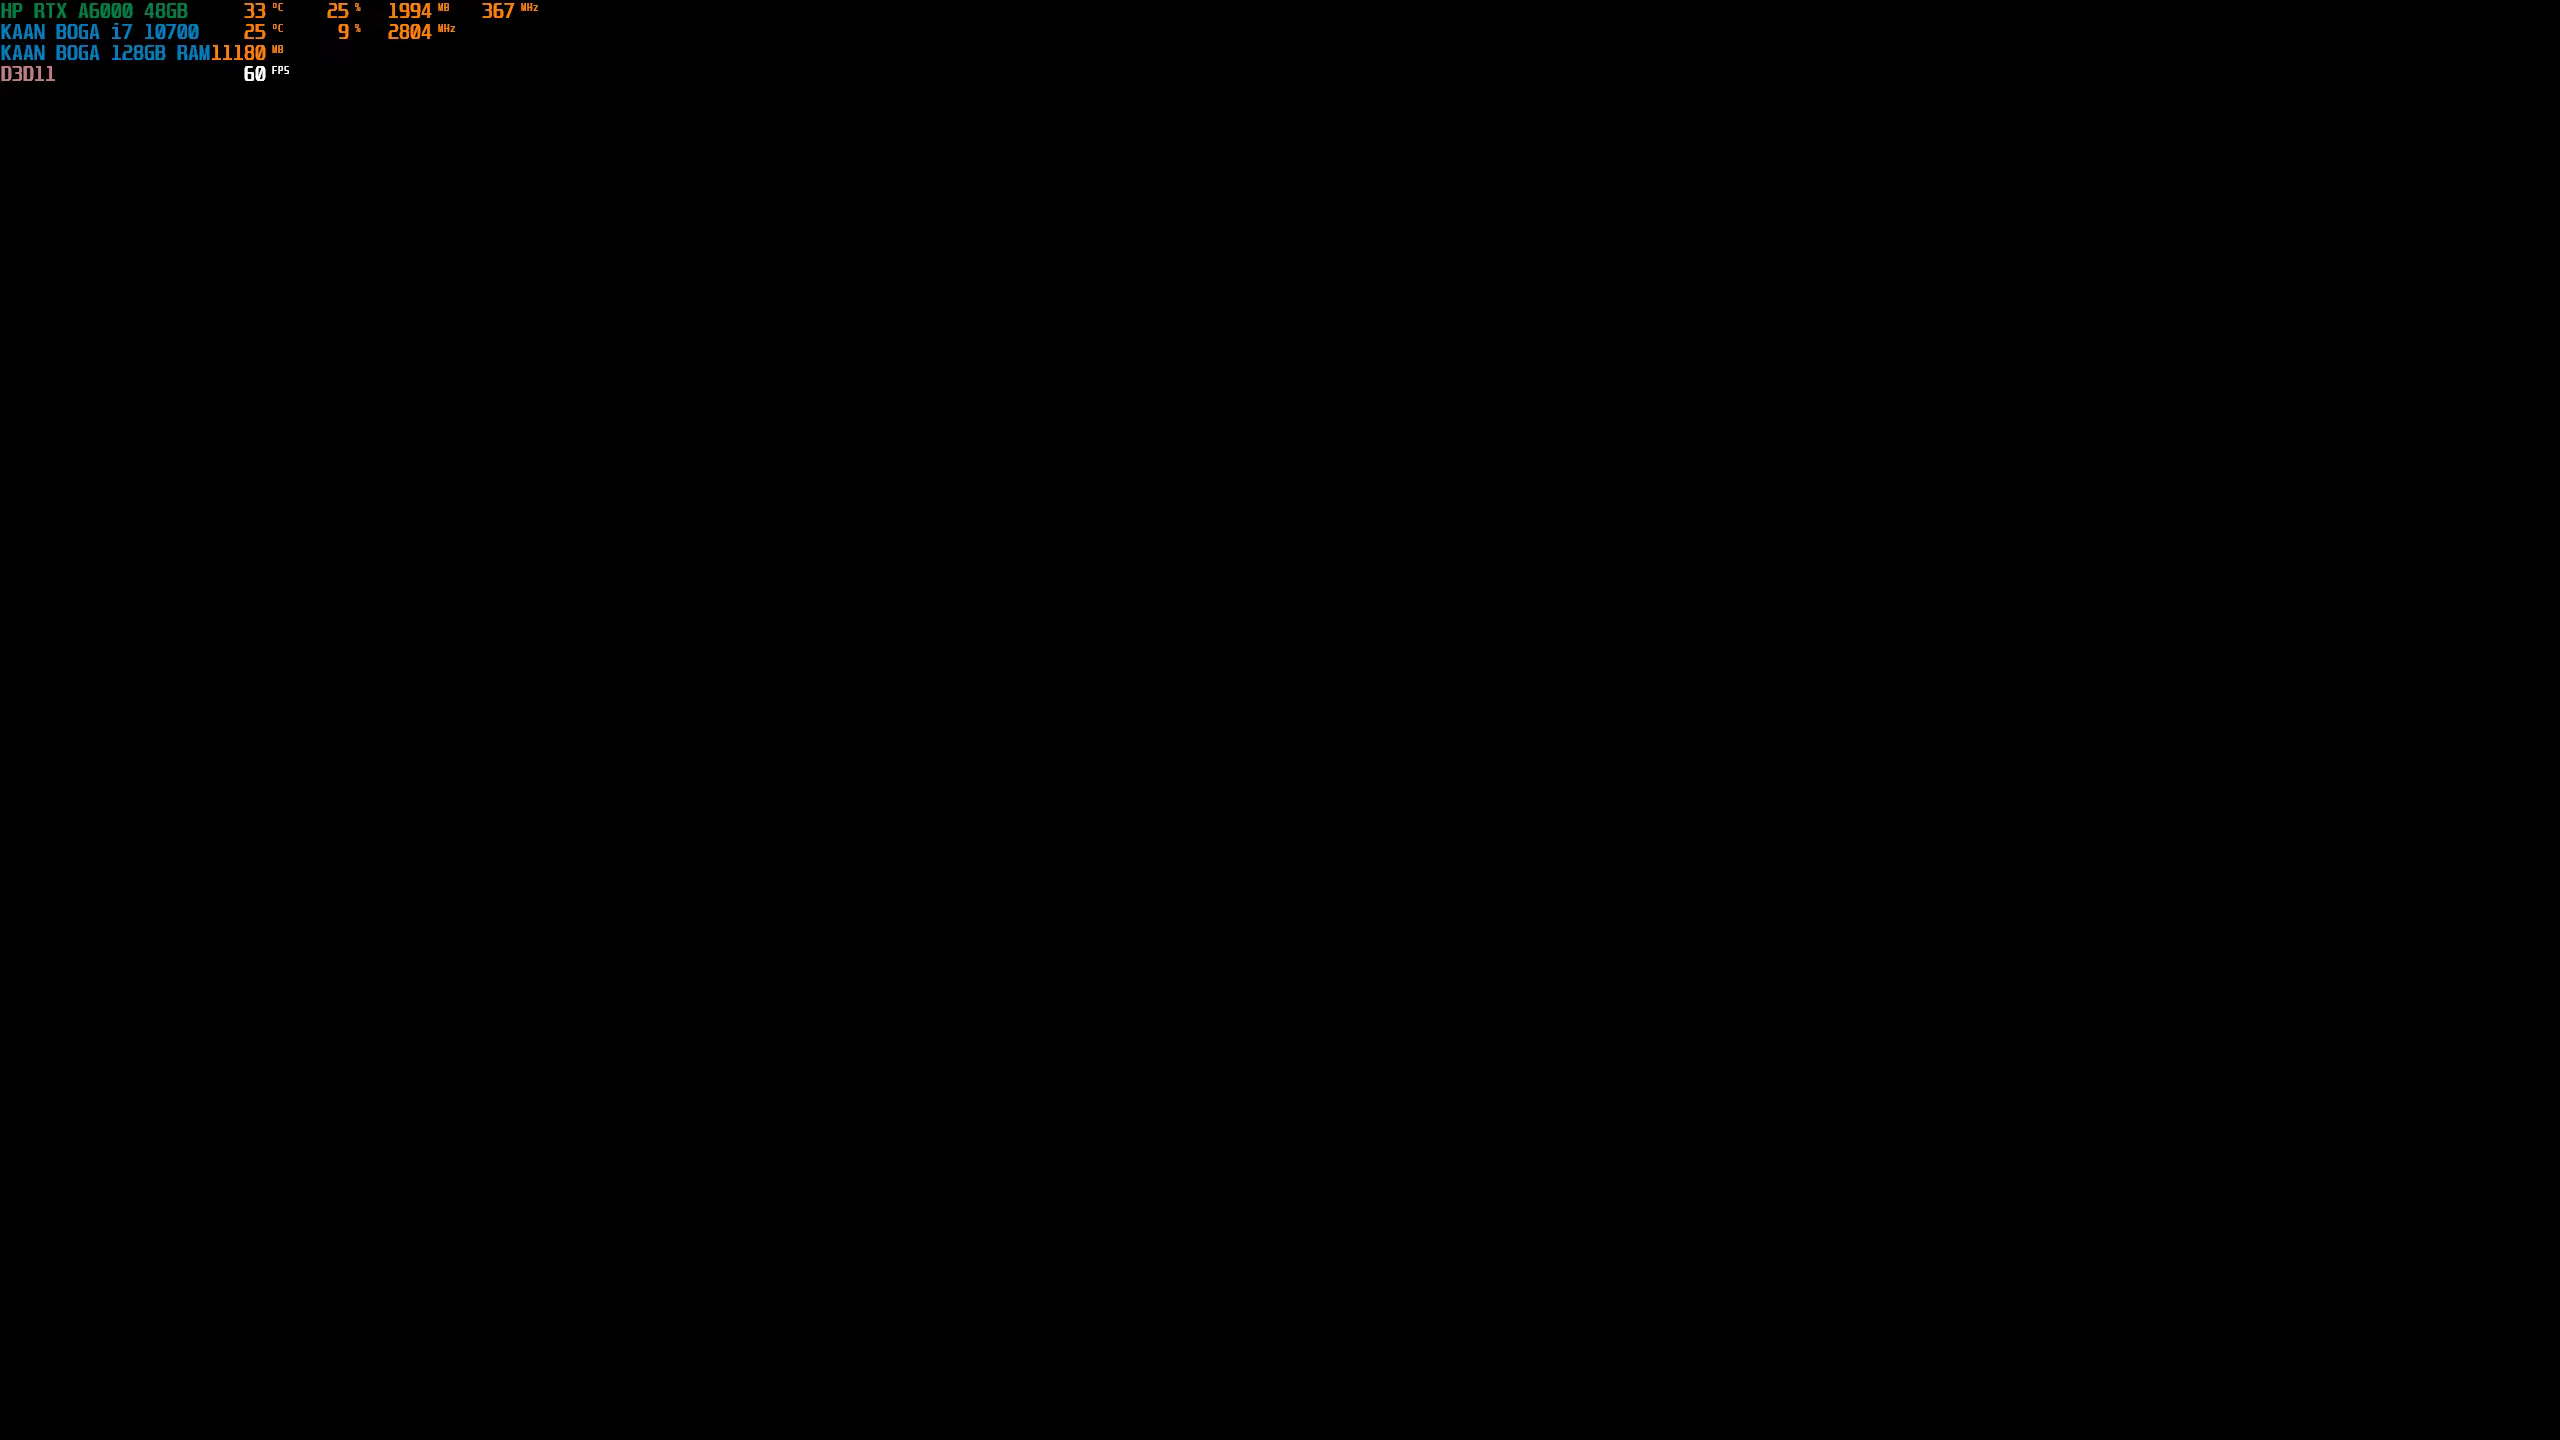 HP RTX A6000 48GB 33 °C 25 % 1994 MB 367 MHz
KAAN BOGA i7 10700 25 °C 9 % 2804 MHz
KAAN BOGA 128GB RAM 11180 MB
D3D11 60 FPS